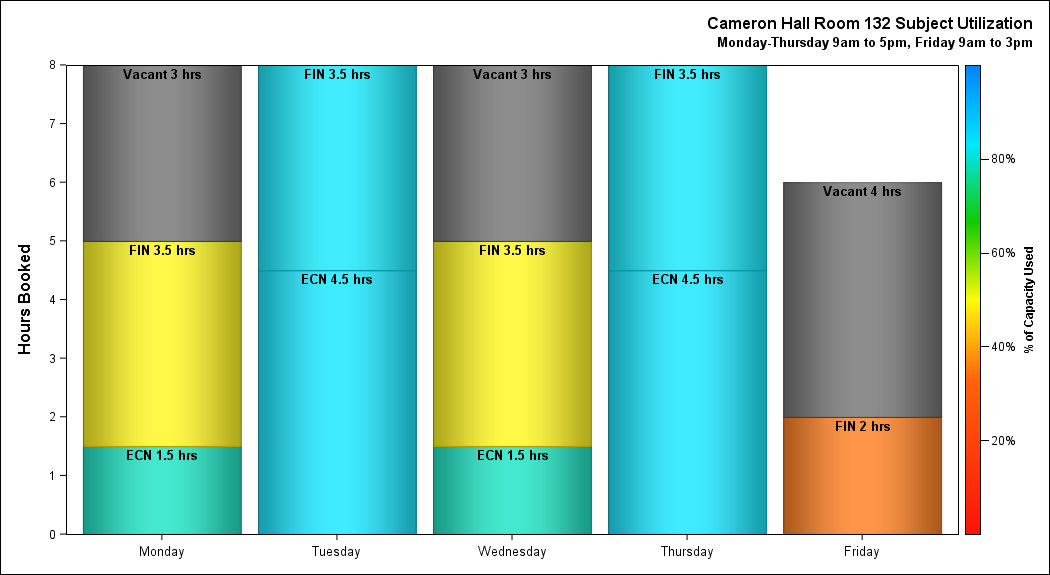 Cameron Hall Room 132 Subject Utilization
Monday-Thursday 9am to 5pm, Friday 9am to 3pm
Hours Booked
8
7
6
5
4
3
2
1
0
Vacant 3 hrs
FIN 3.5 hrs
ECN 1.5 hrs
FIN 3.5 hrs
ECN 4.5 hrs
Vacant 3 hrs
FIN 3.5 hrs
ECN 1.5 hrs
FIN 3.5 hrs
ECN 4.5 hrs
Vacant 4 hrs
FIN 2 hrs
Monday
Tuesday
Wednesday
Thursday
Friday
80%
60%
40%
20%
% of Capacity Used